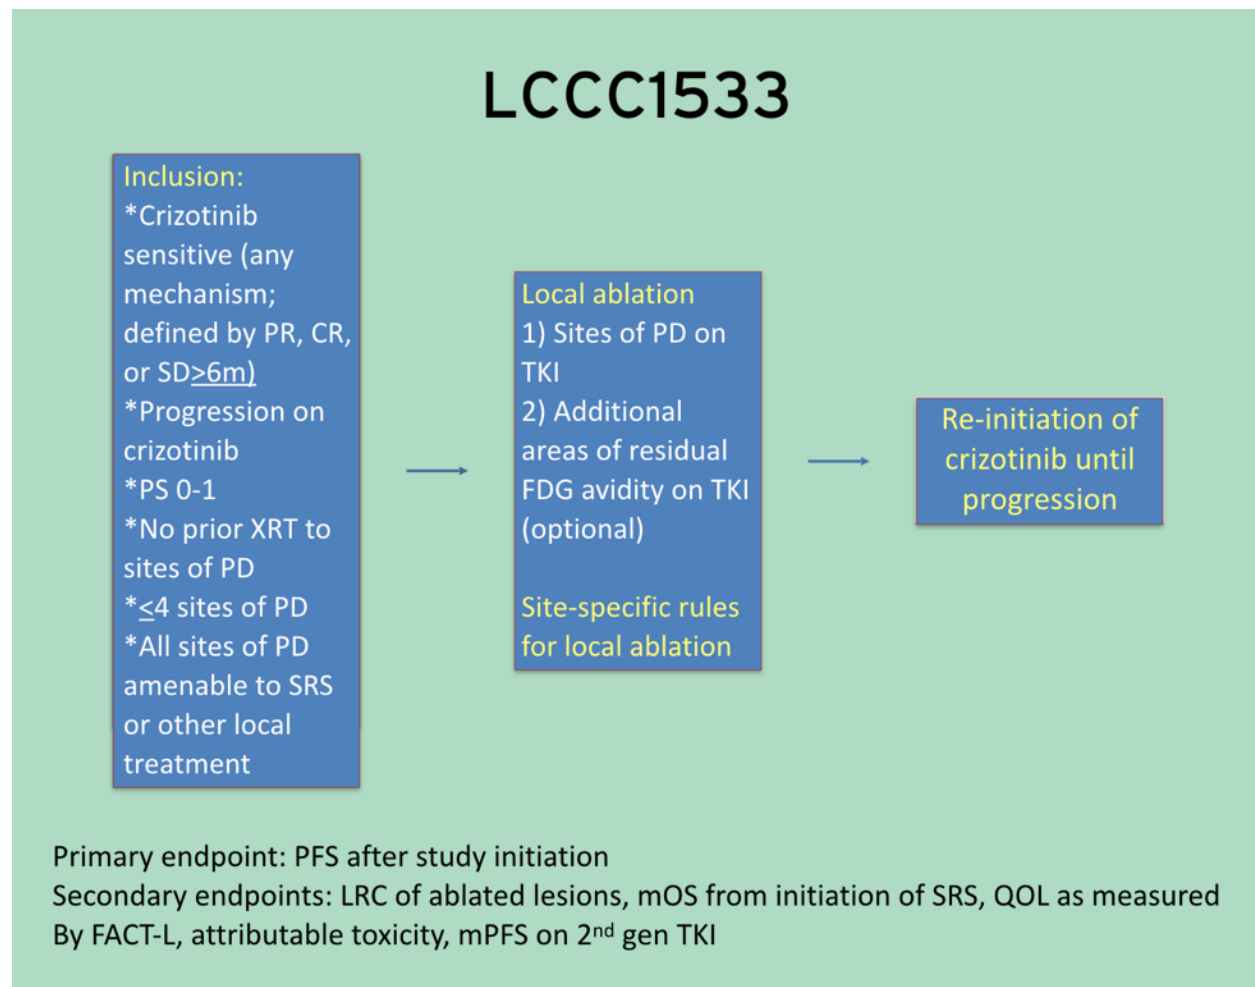 LCCC1533
Inclusion:
*Crizotinib
sensitive (any
mechanism;
defined by PR, CR,
or SD>6m)
*Progression on
crizotinib
*PS 0-1
*No prior XRT to
sites of PD
*<4 sites of PD
*All sites of PD
amenable to SRS
or other local
treatment
Local ablation
1) Sites of PD on
TKI
2) Additional
areas of residual
FDG avidity on TKI
(optional)
Site-specific rules
for local ablation
Re-initiation of
crizotinib until
progression
Primary endpoint: PFS after study initiation
Secondary endpoints: LRC of ablated lesions, mOS from initiation of SRS, QOL as measured
By FACT-L, attributable toxicity, mPFS on 2nd gen TKI